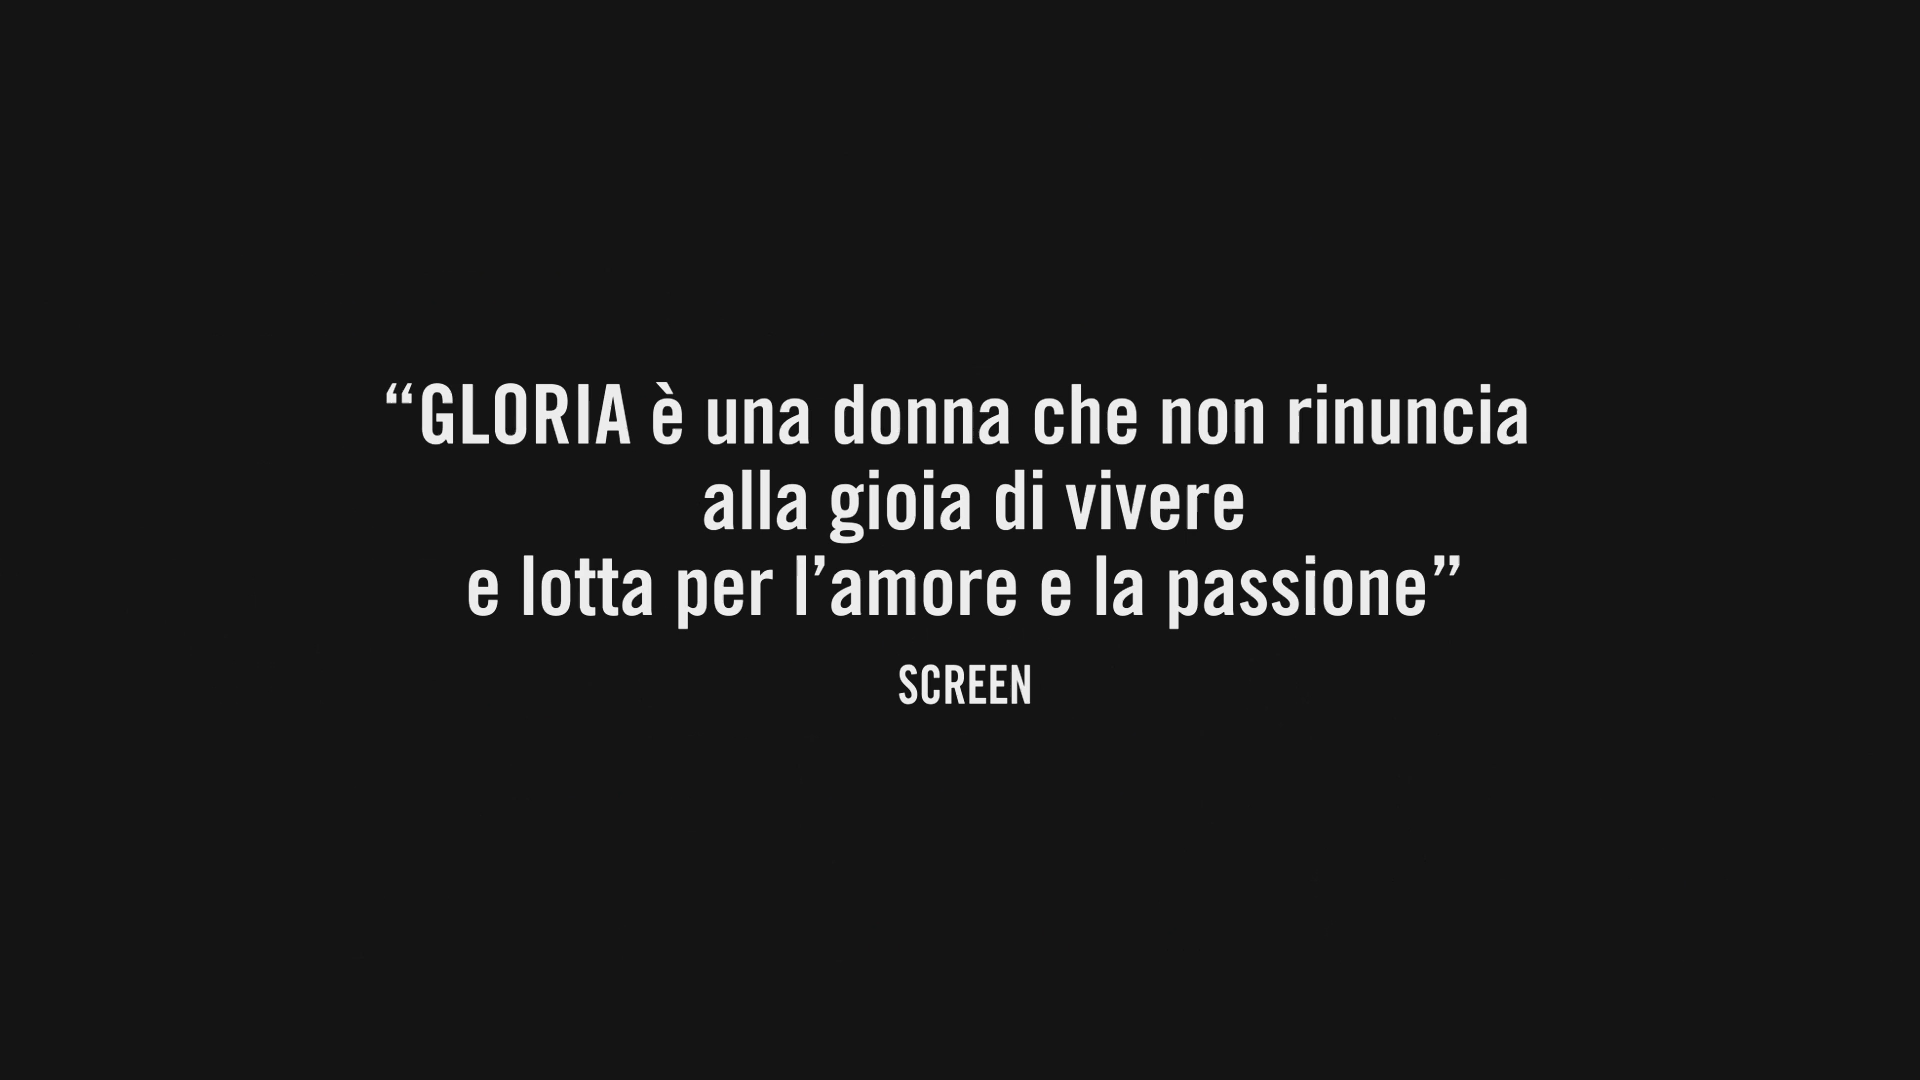 “GLORIA è una donna che non rinuncia
alla gioia di vivere
e lotta per l’amore e la passione”
SCREEN